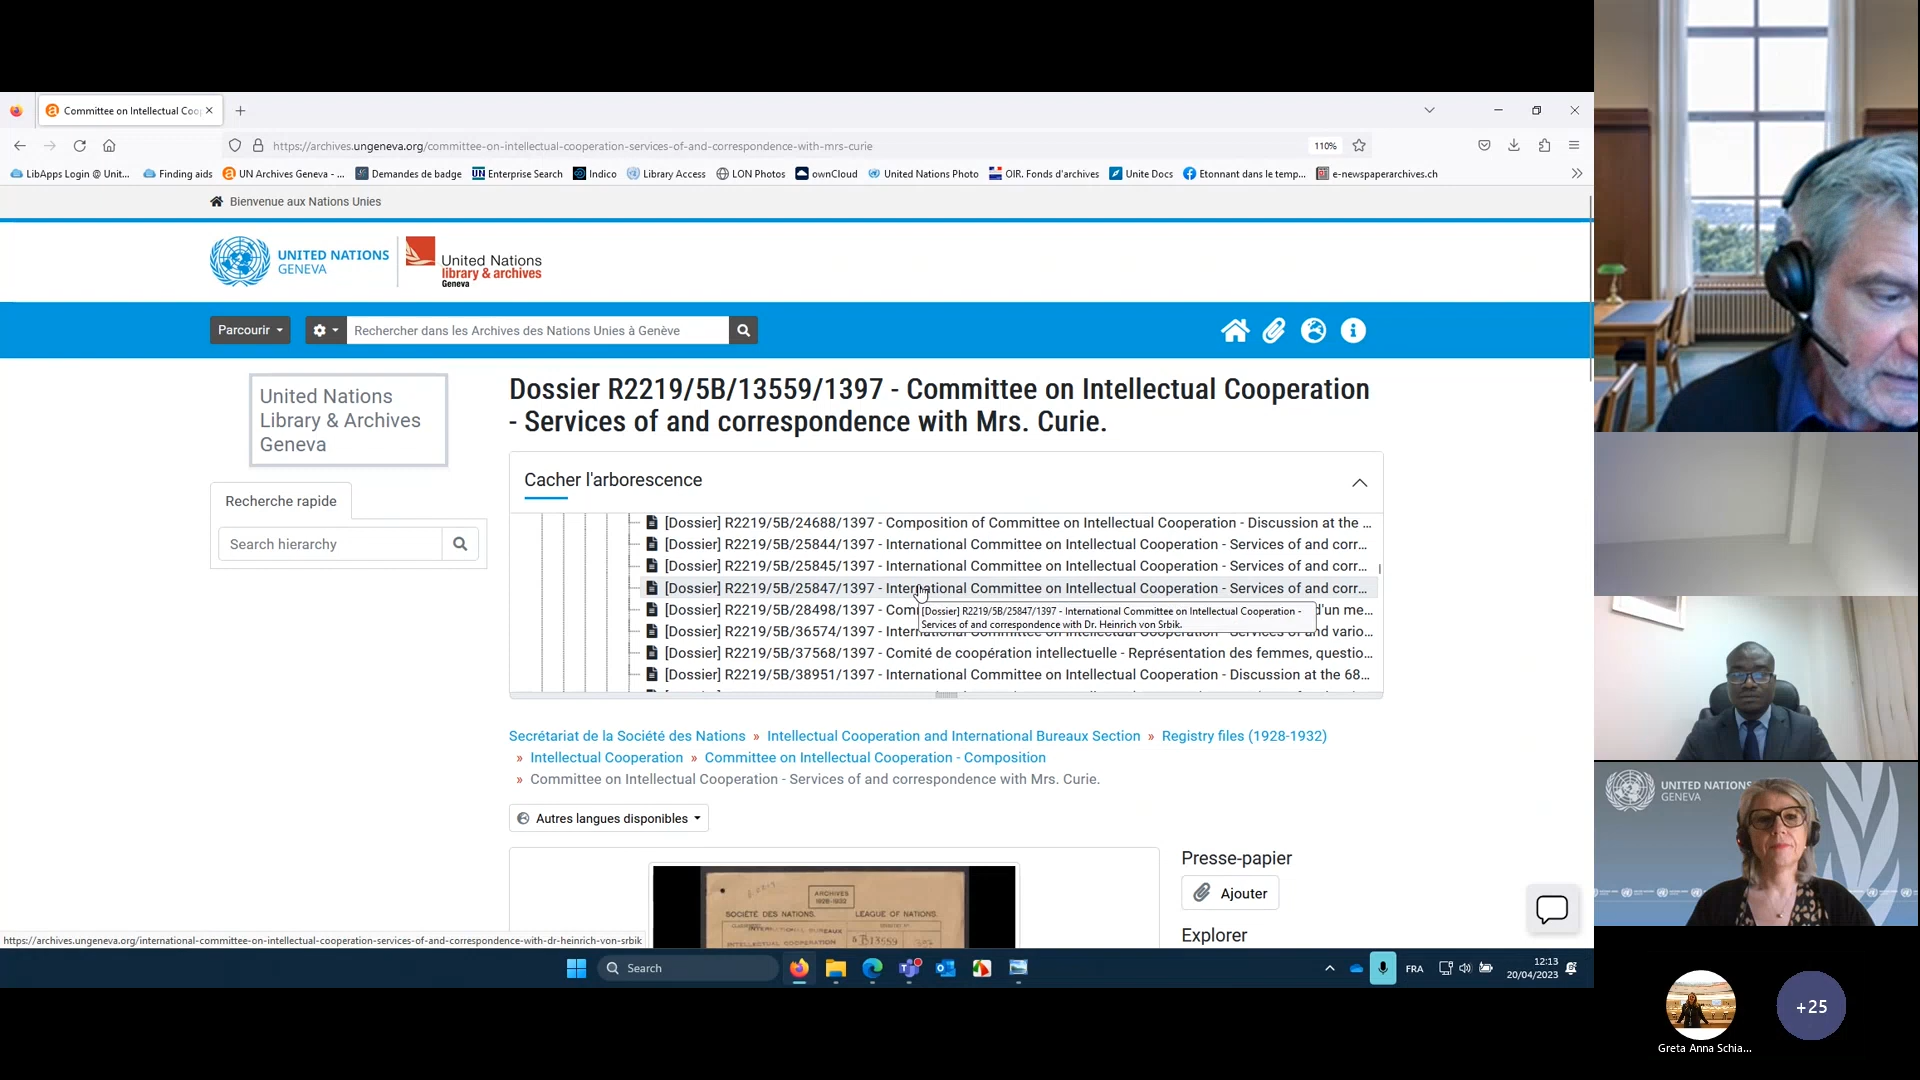 Committee on Intellectual Coo
https://archives.ungeneva.org/committee-on-intellectual-cooperation-services-of-and-correspondence-with-mrs-curie
110%
LibApps Login @ Unit...
Finding aids
UN Archives Geneva - ...
Demandes de badge
Enterprise Search
Indico
Library Access
LON Photos
ownCloud
United Nations Photo
OIR. Fonds d'archives
Unite Docs
Etonnant dans le temp...
e-newspaperarchives.ch
Bienvenue aux Nations Unies
UNITED NATIONS
GENEVA
United Nations
library & archives
Geneva
Parcourir
Rechercher dans les Archives des Nations Unies à Genève
United Nations
Library & Archives
Geneva
Recherche rapide
Search hierarchy
Dossier R2219/5B/13559/1397 - Committee on Intellectual Cooperation
- Services of and correspondence with Mrs. Curie.
Cacher l'arborescence
[Dossier] R2219/5B/24688/1397 - Composition of Committee on Intellectual Cooperation - Discussion at the ...
[Dossier] R2219/5B/25844/1397 - International Committee on Intellectual Cooperation - Services of and corr...
[Dossier] R2219/5B/25845/1397 - International Committee on Intellectual Cooperation - Services of and corr...
[Dossier] R2219/5B/25847/1397 - International Committee on Intellectual Cooperation - Services of and corr...
[Dossier] R2219/5B/28498/1397 - Com
d'un me...
[Dossier] R2219/5B/25847/1397 - International Committee on Intellectual Cooperation -
Services of and correspondence with Dr. Heinrich von Srbik.
[Dossier] R2219/5B/36574/1397 - International Committee on Intellectual Cooperation - Services of and vario...
[Dossier] R2219/5B/37568/1397 - Comité de coopération intellectuelle - Représentation des femmes, questio...
[Dossier] R2219/5B/38951/1397 - International Committee on Intellectual Cooperation - Discussion at the 68...
Secrétariat de la Société des Nations » Intellectual Cooperation and International Bureaux Section » Registry files (1928-1932)
» Intellectual Cooperation » Committee on Intellectual Cooperation - Composition
» Committee on Intellectual Cooperation - Services of and correspondence with Mrs. Curie.
Autres langues disponibles
ARCHIVES
1928-1932
SOCIÉTÉ DES NATIONS.
LEAGUE OF NATIONS.
INTERNATIONAL BUREAUX
INTELLECTUAL COOPERATION
Presse-papier
Ajouter
Explorer
https://archives.ungeneva.org/international-committee-on-intellectual-cooperation-services-of-and-correspondence-with-dr-heinrich-von-srbik
Search
FRA
12:13
20/04/2023
UNITED NATIONS
GENEVA
Greta Anna Schia...
+25